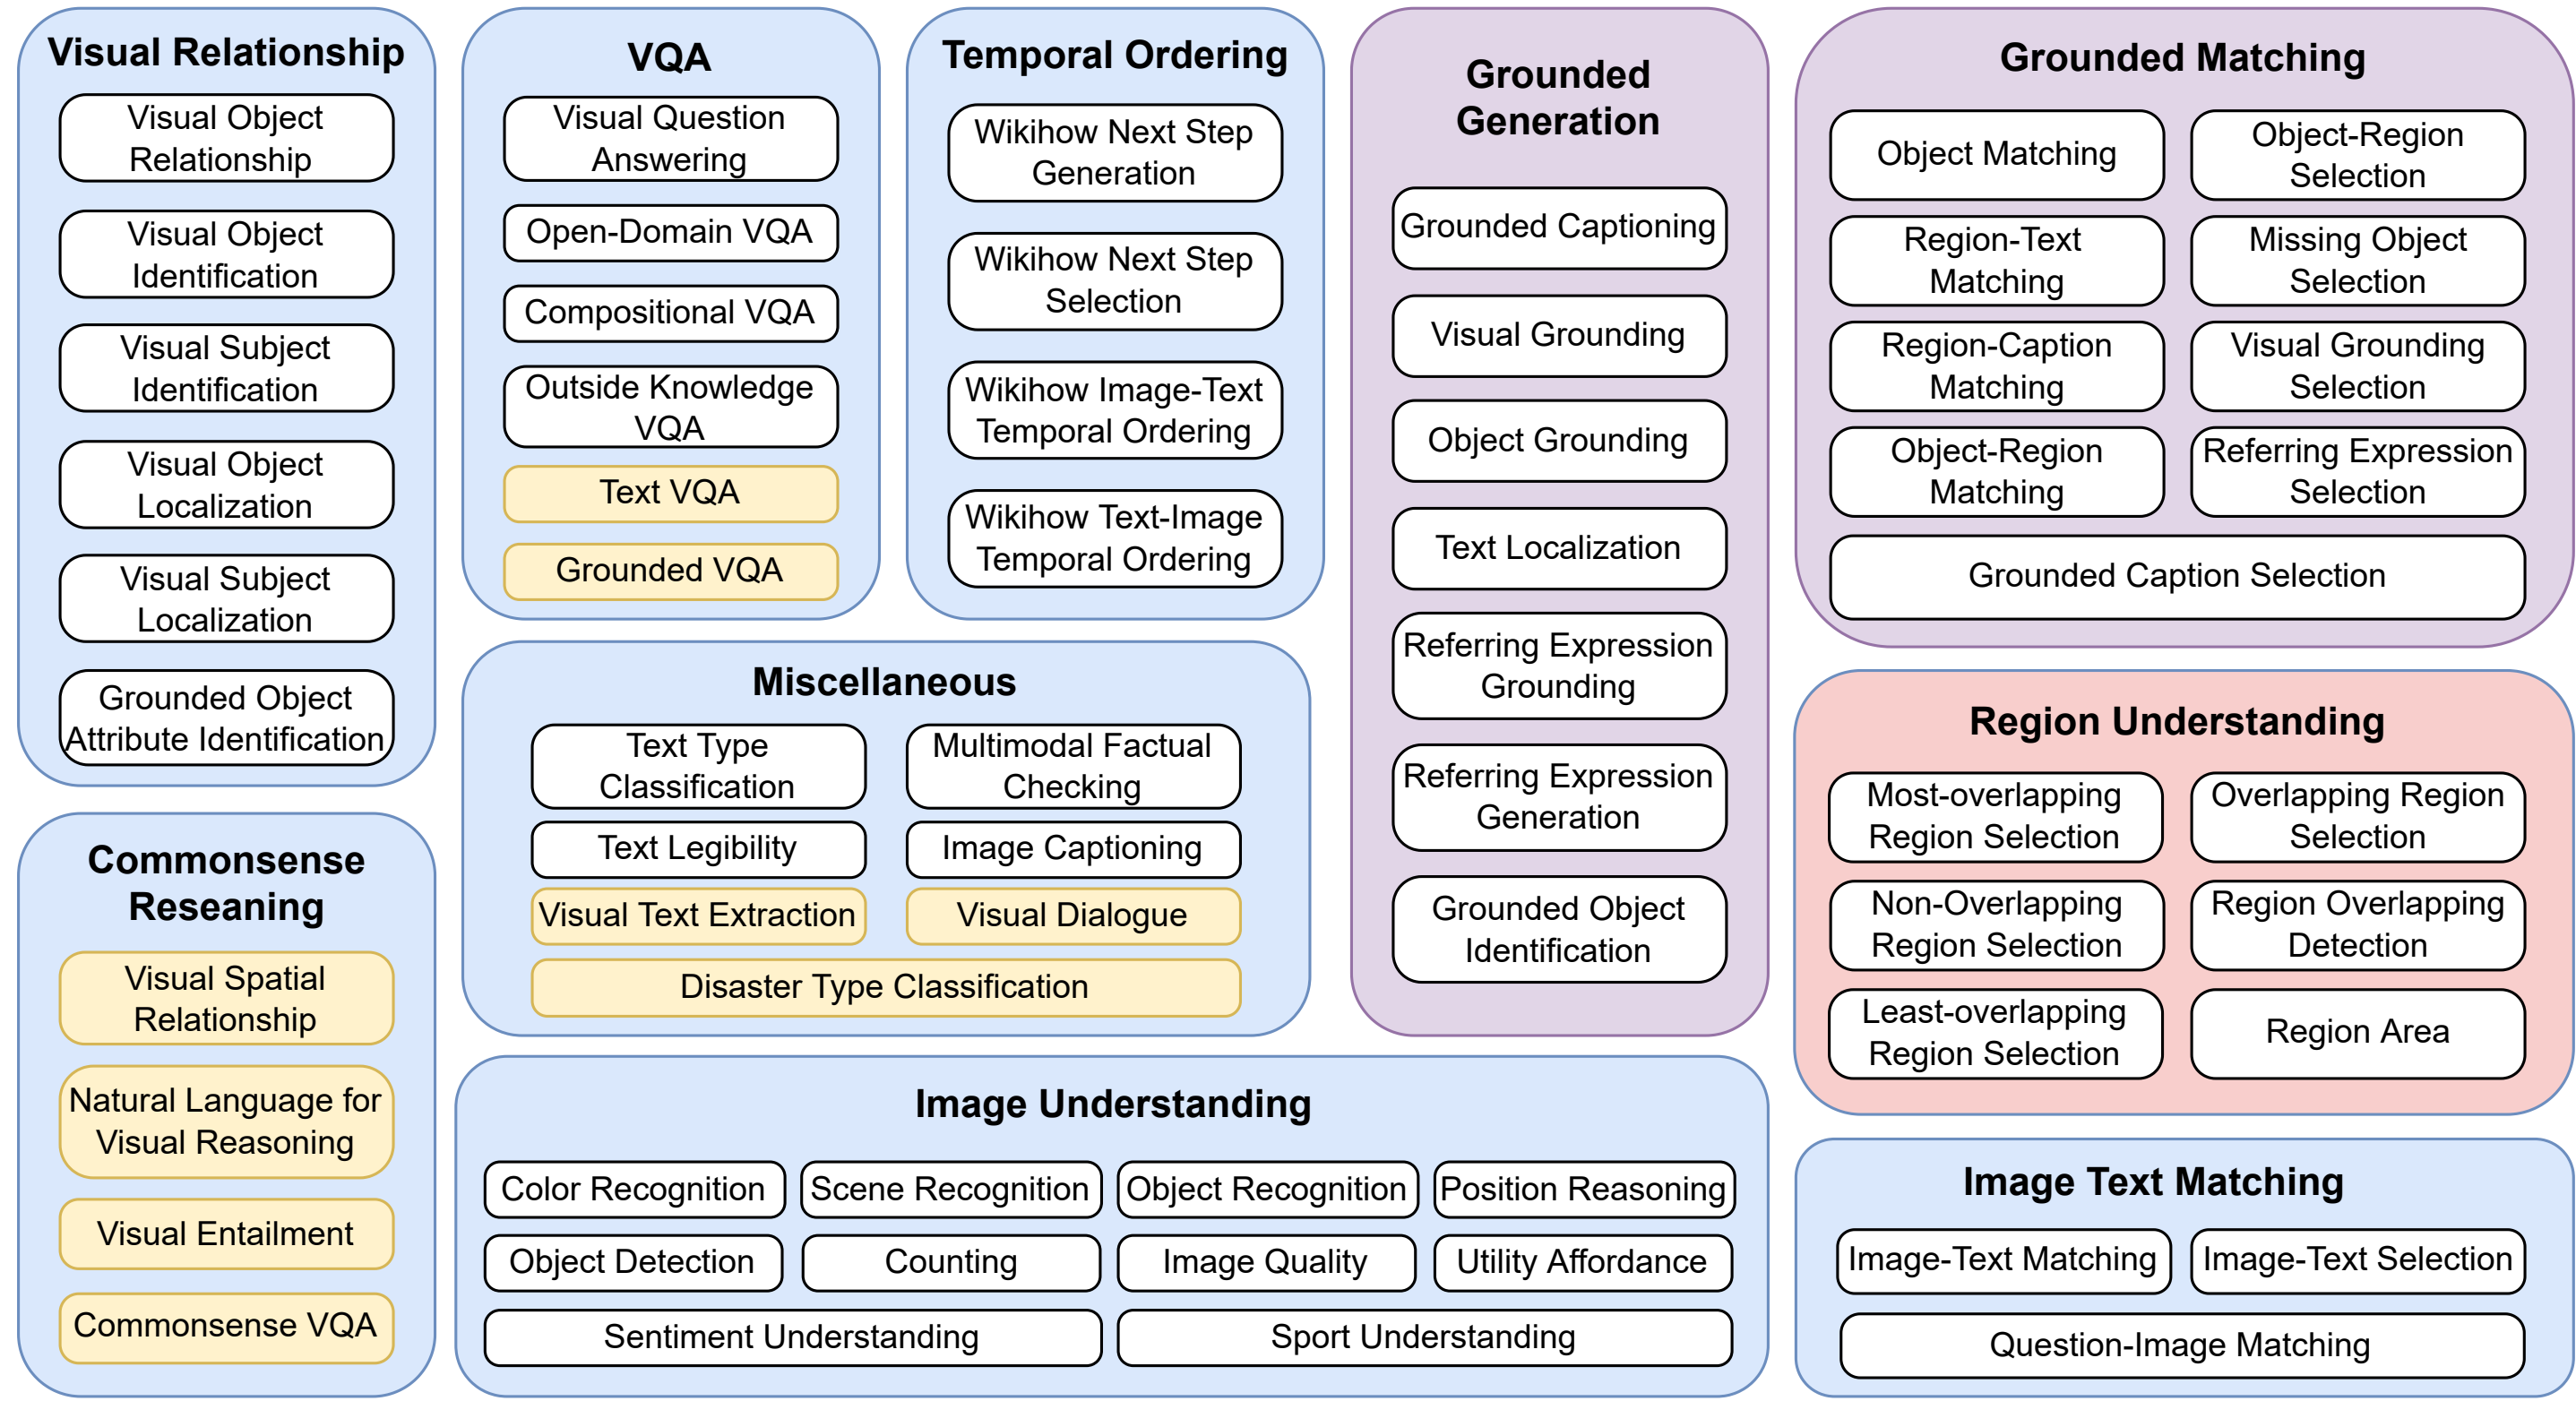 Visual Relationship
Visual Object
Relationship
Visual Object
Identification
Visual Subject
Identification
Visual Object
Localization
Visual Subject
Localization
Grounded Object
Attribute Identification
Commonsense
Reseaning
Visual Spatial
Relationship
Natural Language for
Visual Reasoning
Visual Entailment
Commonsense VQA
VQA
Visual Question
Answering
Open-Domain VQA
Compositional VQA
Outside Knowledge
VQA
Text VQA
Grounded VQA
Temporal Ordering
Wikihow Next Step
Generation
Wikihow Next Step
Selection
Wikihow Image-Text
Temporal Ordering
Wikihow Text-Image
Temporal Ordering
Miscellaneous
Text Type
Classification
Multimodal Factual
Checking
Text Legibility
Image Captioning
Visual Text Extraction
Visual Dialogue
Disaster Type Classification
Grounded
Generation
Grounded Captioning
Visual Grounding
Object Grounding
Text Localization
Referring Expression
Grounding
Referring Expression
Generation
Grounded Object
Identification
Image Understanding
Color Recognition
Scene Recognition
Object Recognition
Position Reasoning
Object Detection
Counting
Image Quality
Utility Affordance
Sentiment Understanding
Sport Understanding
Grounded Matching
Object Matching
Object-Region
Selection
Region-Text
Matching
Missing Object
Selection
Region-Caption
Matching
Visual Grounding
Selection
Object-Region
Matching
Referring Expression
Selection
Grounded Caption Selection
Region Understanding
Most-overlapping
Region Selection
Overlapping Region
Selection
Non-Overlapping
Region Selection
Region Overlapping
Detection
Least-overlapping
Region Selection
Region Area
Image Text Matching
Image-Text Matching
Image-Text Selection
Question-Image Matching